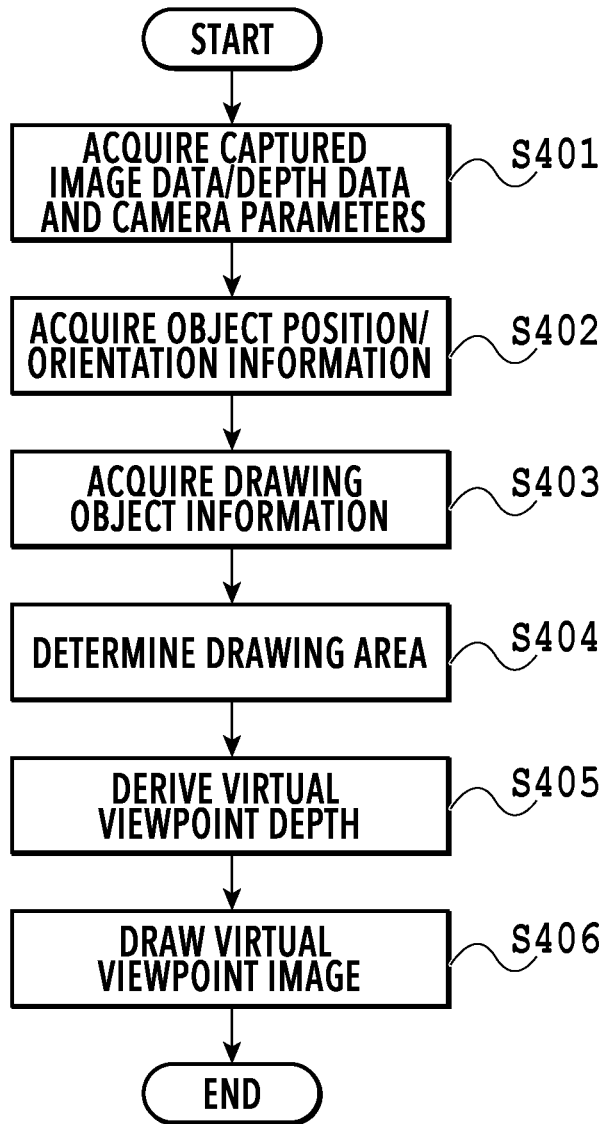 START
ACQUIRE CAPTURED
IMAGE DATA/DEPTH DATA
AND CAMERA PARAMETERS
S401
ACQUIRE OBJECT POSITION/
ORIENTATION INFORMATION
S402
ACQUIRE DRAWING
OBJECT INFORMATION
S403
DETERMINE DRAWING AREA
S404
DERIVE VIRTUAL
VIEWPOINT DEPTH
S405
DRAW VIRTUAL
VIEWPOINT IMAGE
S406
END